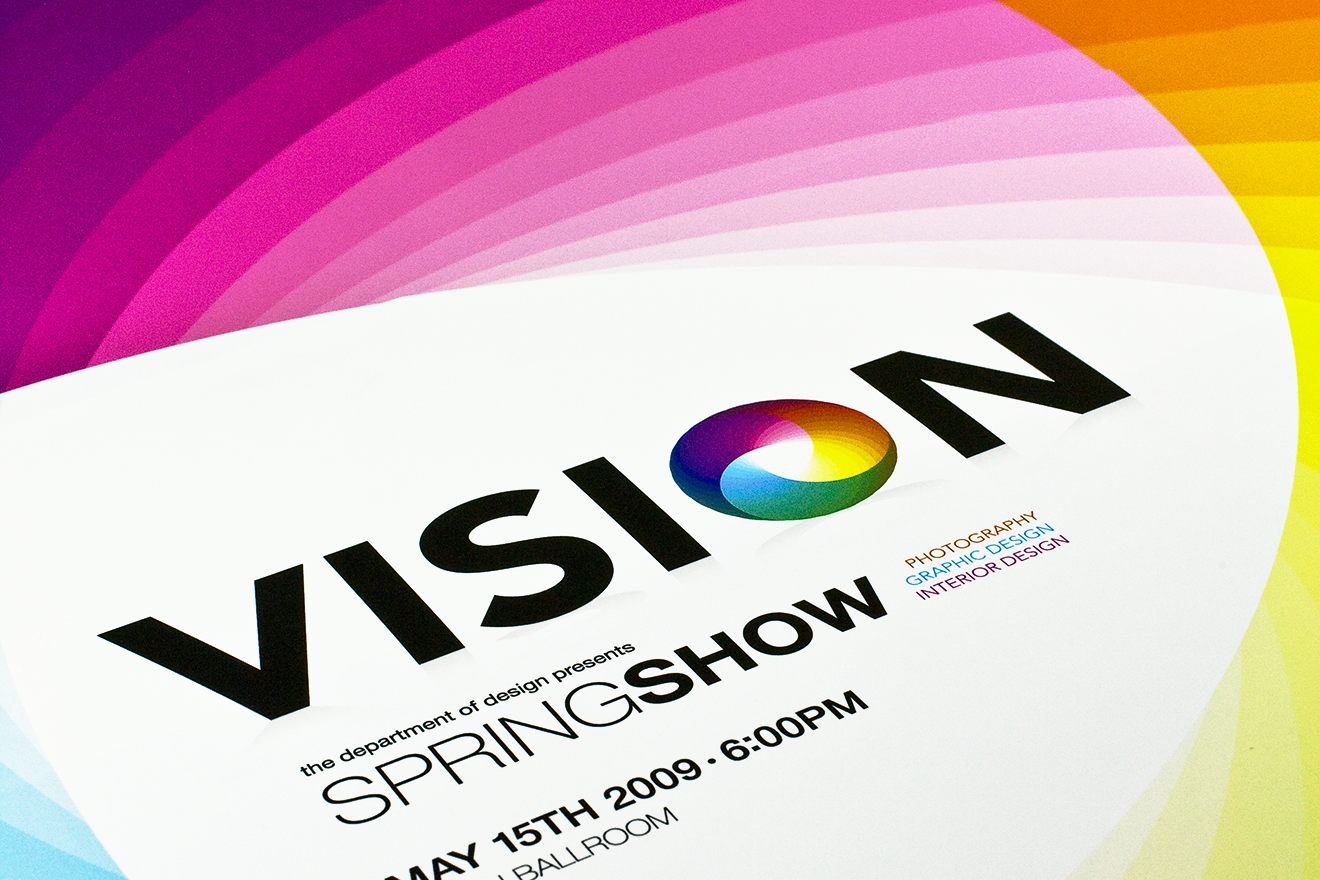 VISION
PHOTOGRAPHY
GRAPHIC DESIGN
INTERIOR DESIGN
the department of design presents
SPRINGSHOW
MAY 15TH 2009 · 6:00PM
BALLROOM